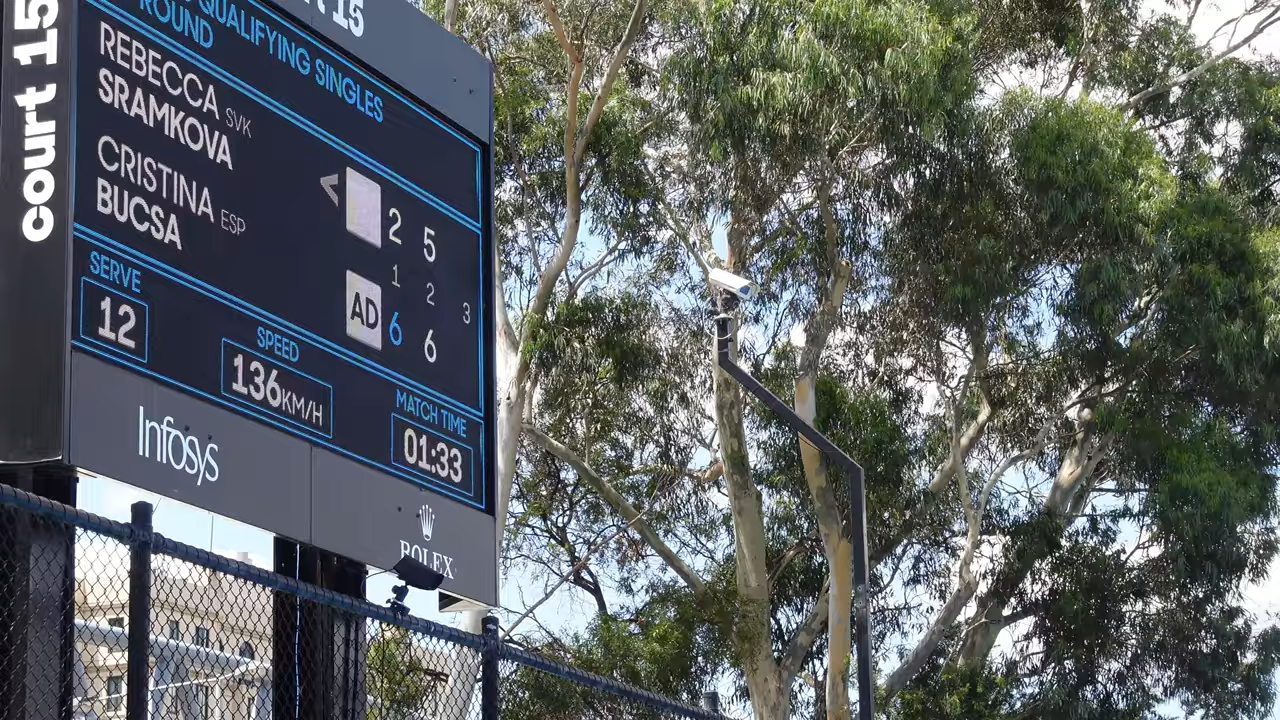 court 15
15
QUALIFYING SINGLES
ROUND
REBECCA SVK
SRAMKOVA
< 2 5
CRISTINA ESP
BUCSA
1 2 3
AD 6 6
SERVE
12
SPEED
136KM/H
MATCH TIME
01:33
Infosys
ROLEX